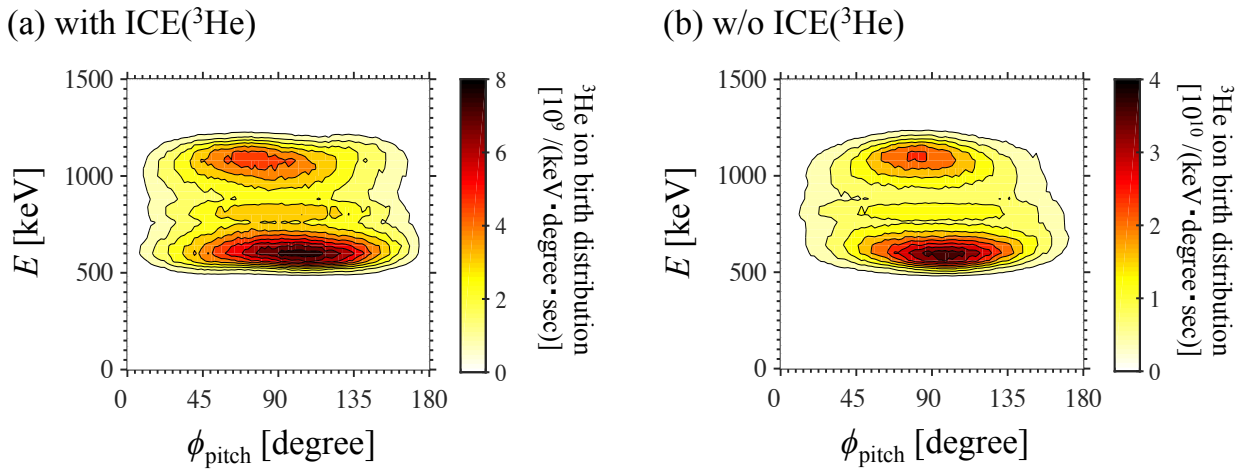 (a) with ICE(³He)
(b) w/o ICE(³He)
1500
1000
500
0
E [keV]
0 45 90 135 180
ϕpitch [degree]
8
6
4
2
0
³He ion birth distribution
[10⁹ /(keV▪degree▪sec)]
1500
1000
500
0
E [keV]
0 45 90 135 180
ϕpitch [degree]
4
3
2
1
0
³He ion birth distribution
[10¹⁰ /(keV▪degree▪sec)]